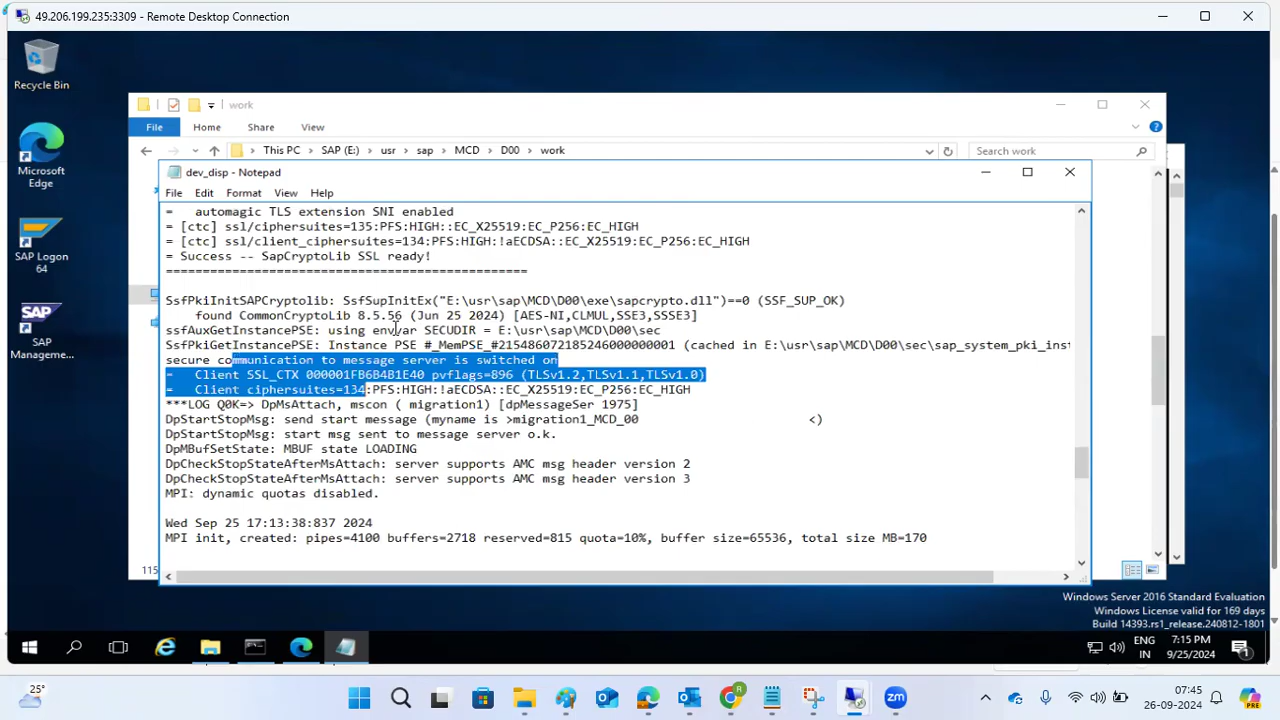 49.206.199.235:3309 - Remote Desktop Connection
Recycle Bin
Microsoft
Edge
SAP Logon
64
SAP
Management
work
File Home Share View
This PC SAP (E:) usr sap MCD D00 work
Search work
dev_disp - Notepad
File Edit Format View Help
=    automagic TLS extension SNI enabled
= [ctc] ssl/ciphersuites=135:PFS:HIGH::EC_X25519:EC_P256:EC_HIGH
= [ctc] ssl/client_ciphersuites=134:PFS:HIGH:!aECDSA::EC_X25519:EC_P256:EC_HIGH
= Success -- SapCryptoLib SSL ready!
=================================================
SsfPkiInitSAPCryptolib: SsfSupInitEx("E:\usr\sap\MCD\D00\exe\sapcrypto.dll")==0 (SSF_SUP_OK)
found CommonCryptoLib 8.5.56 (Jun 25 2024) [AES-NI,CLMUL,SSE3,SSSE3]
ssfAuxGetInstancePSE: using envvar SECUDIR = E:\usr\sap\MCD\D00\sec
SsfPkiGetInstancePSE: Instance PSE #_MemPSE_#215486072185246000000001 (cached in E:\usr\sap\MCD\D00\sec\sap_system_pki_inst
secure communication to message server is switched on
=   Client SSL_CTX 000001FB6B4B1E40 pvflags=896 (TLSv1.2,TLSv1.1,TLSv1.0)
=   Client ciphersuites=134:PFS:HIGH:!aECDSA::EC_X25519:EC_P256:EC_HIGH
***LOG Q0K=> DpMsAttach, mscon ( migration1) [dpMessageSer 1975]
DpStartStopMsg: send start message (myname is >migration1_MCD_00 <)
DpStartStopMsg: start msg sent to message server o.k.
DpMBufSetState: MBUF state LOADING
DpCheckStopStateAfterMsAttach: server supports AMC msg header version 2
DpCheckStopStateAfterMsAttach: server supports AMC msg header version 3
MPI: dynamic quotas disabled.
Wed Sep 25 17:13:38:837 2024
MPI init, created: pipes=4100 buffers=2718 reserved=815 quota=10%, buffer size=65536, total size MB=170
115
Windows Server 2016 Standard Evaluation
Windows License valid for 169 days
Build 14393.rs1_release.240812-1801
ENG
IN
7:15 PM
9/25/2024
1
25°
zm
07:45
26-09-2024
PRE